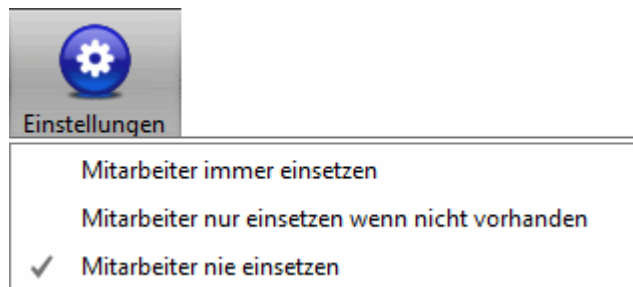 Einstellungen
Mitarbeiter immer einsetzen
Mitarbeiter nur einsetzen wenn nicht vorhanden
Mitarbeiter nie einsetzen